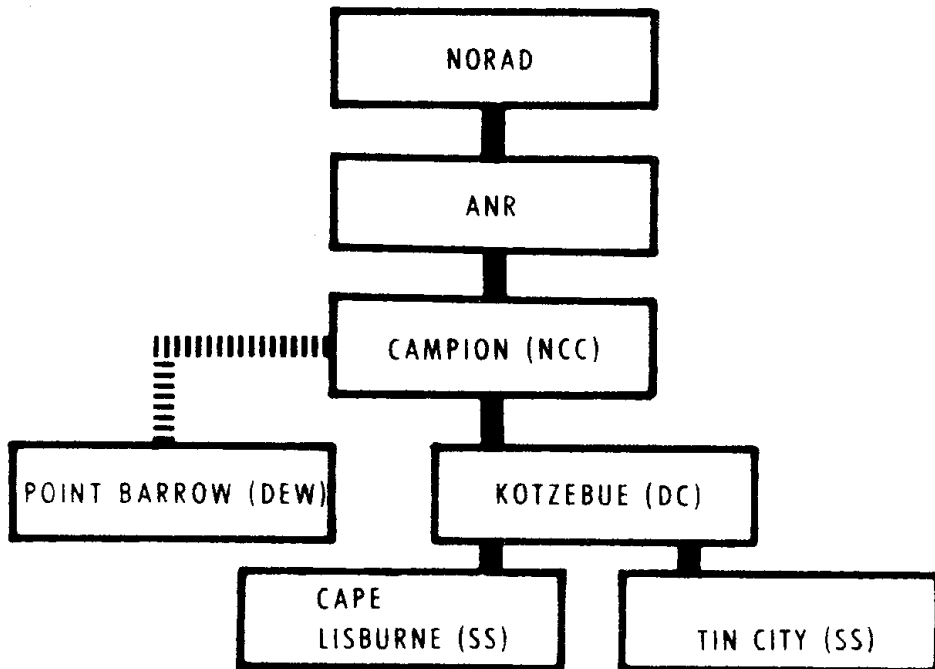 NORAD
ANR
CAMPION (NCC)
POINT BARROW (DEW)
KOTZEBUE (DC)
CAPE
LISBURNE (SS)
TIN CITY (SS)